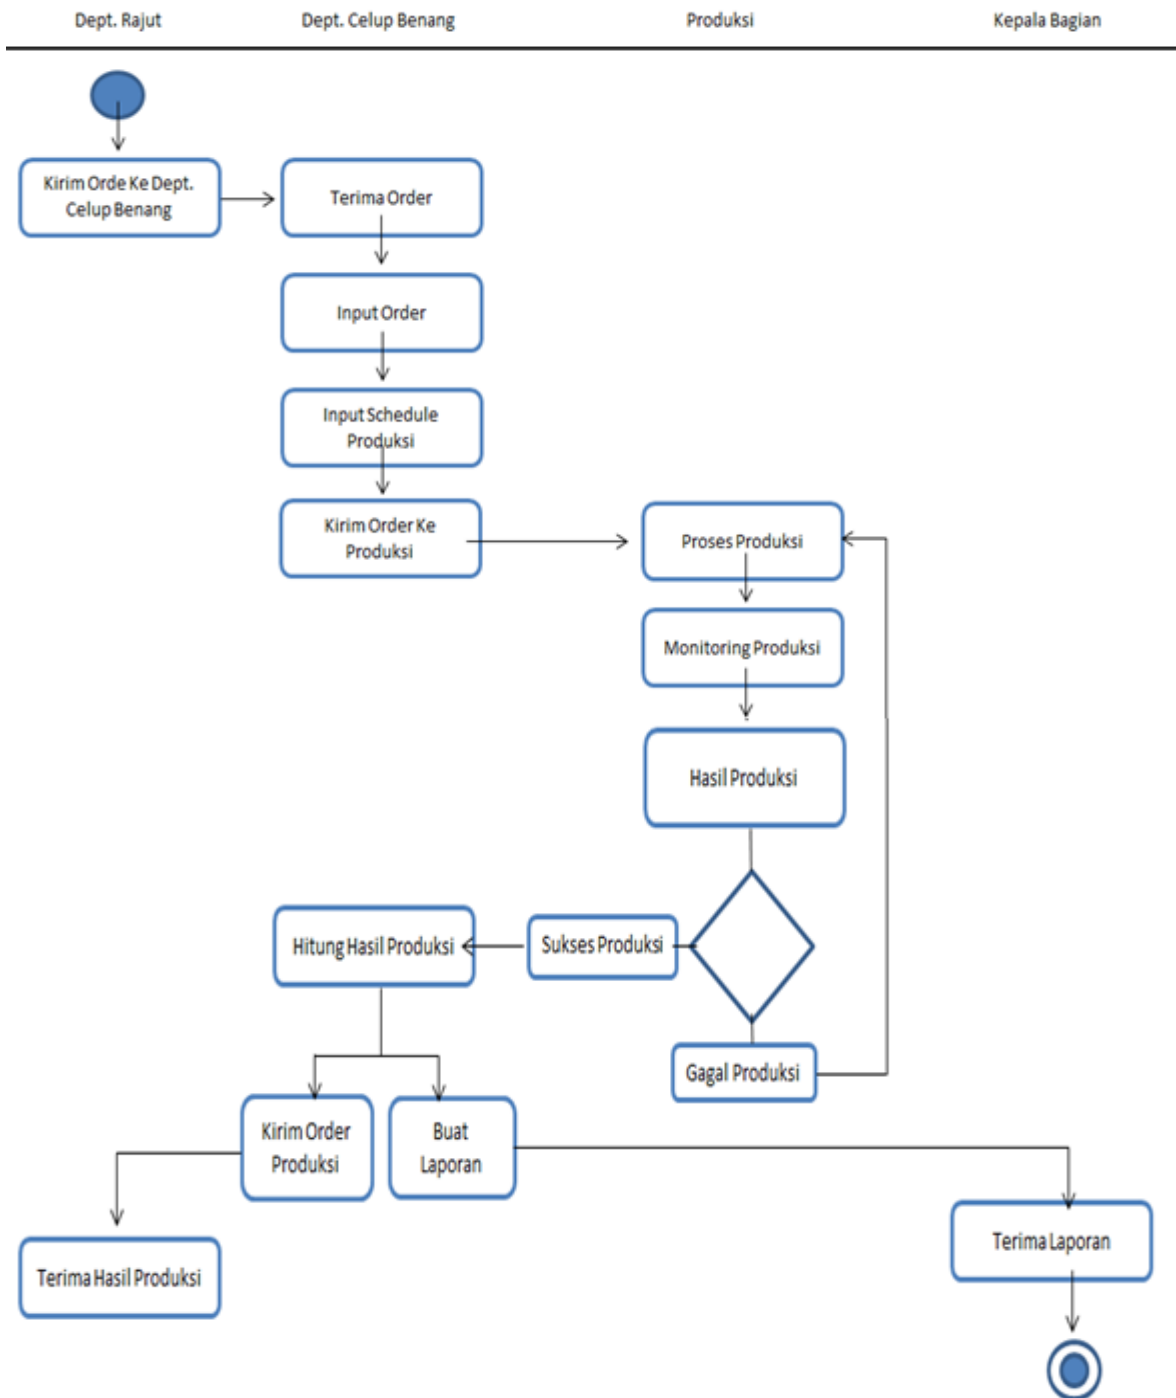 Dept. Rajut
Dept. Celup Benang
Produksi
Kepala Bagian
Kirim Orde Ke Dept.
Celup Benang
Terima Order
Input Order
Input Schedule
Produksi
Kirim Order Ke
Produksi
Proses Produksi
Monitoring Produksi
Hasil Produksi
Hitung Hasil Produksi
Sukses Produksi
Gagal Produksi
Kirim Order
Produksi
Buat
Laporan
Terima Hasil Produksi
Terima Laporan